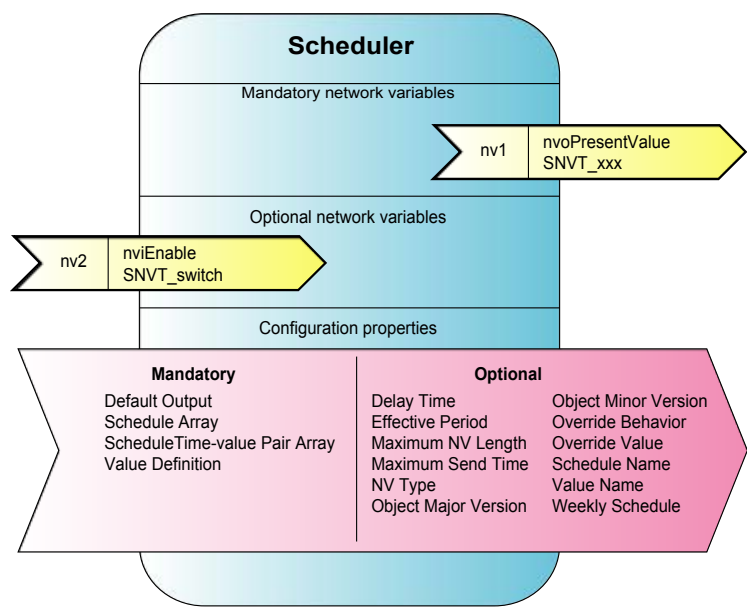 Scheduler
Mandatory network variables
nv1
nvoPresentValue
SNVT_xxx
Optional network variables
nv2
nviEnable
SNVT_switch
Configuration properties
Mandatory
Default Output
Schedule Array
ScheduleTime-value Pair Array
Value Definition
Optional
Delay Time
Effective Period
Maximum NV Length
Maximum Send Time
NV Type
Object Major Version
Object Minor Version
Override Behavior
Override Value
Schedule Name
Value Name
Weekly Schedule